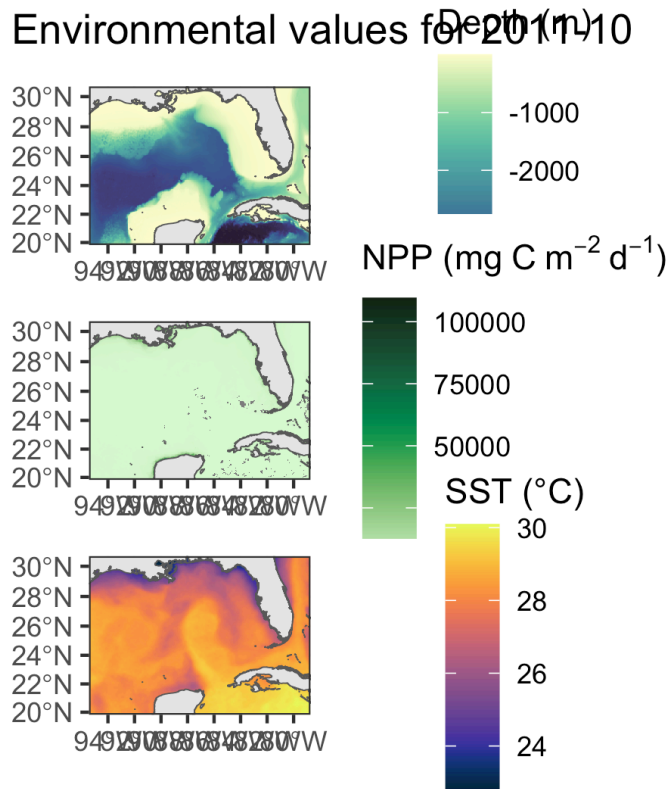 Environmental values for 2011-10
Depth (m)
30°N
28°N
26°N
24°N
22°N
20°N
-1000
-2000
NPP (mg C m−2 d−1)
30°N
28°N
26°N
24°N
22°N
20°N
100000
75000
50000
SST (°C)
30°N
28°N
26°N
24°N
22°N
20°N
30
28
26
24